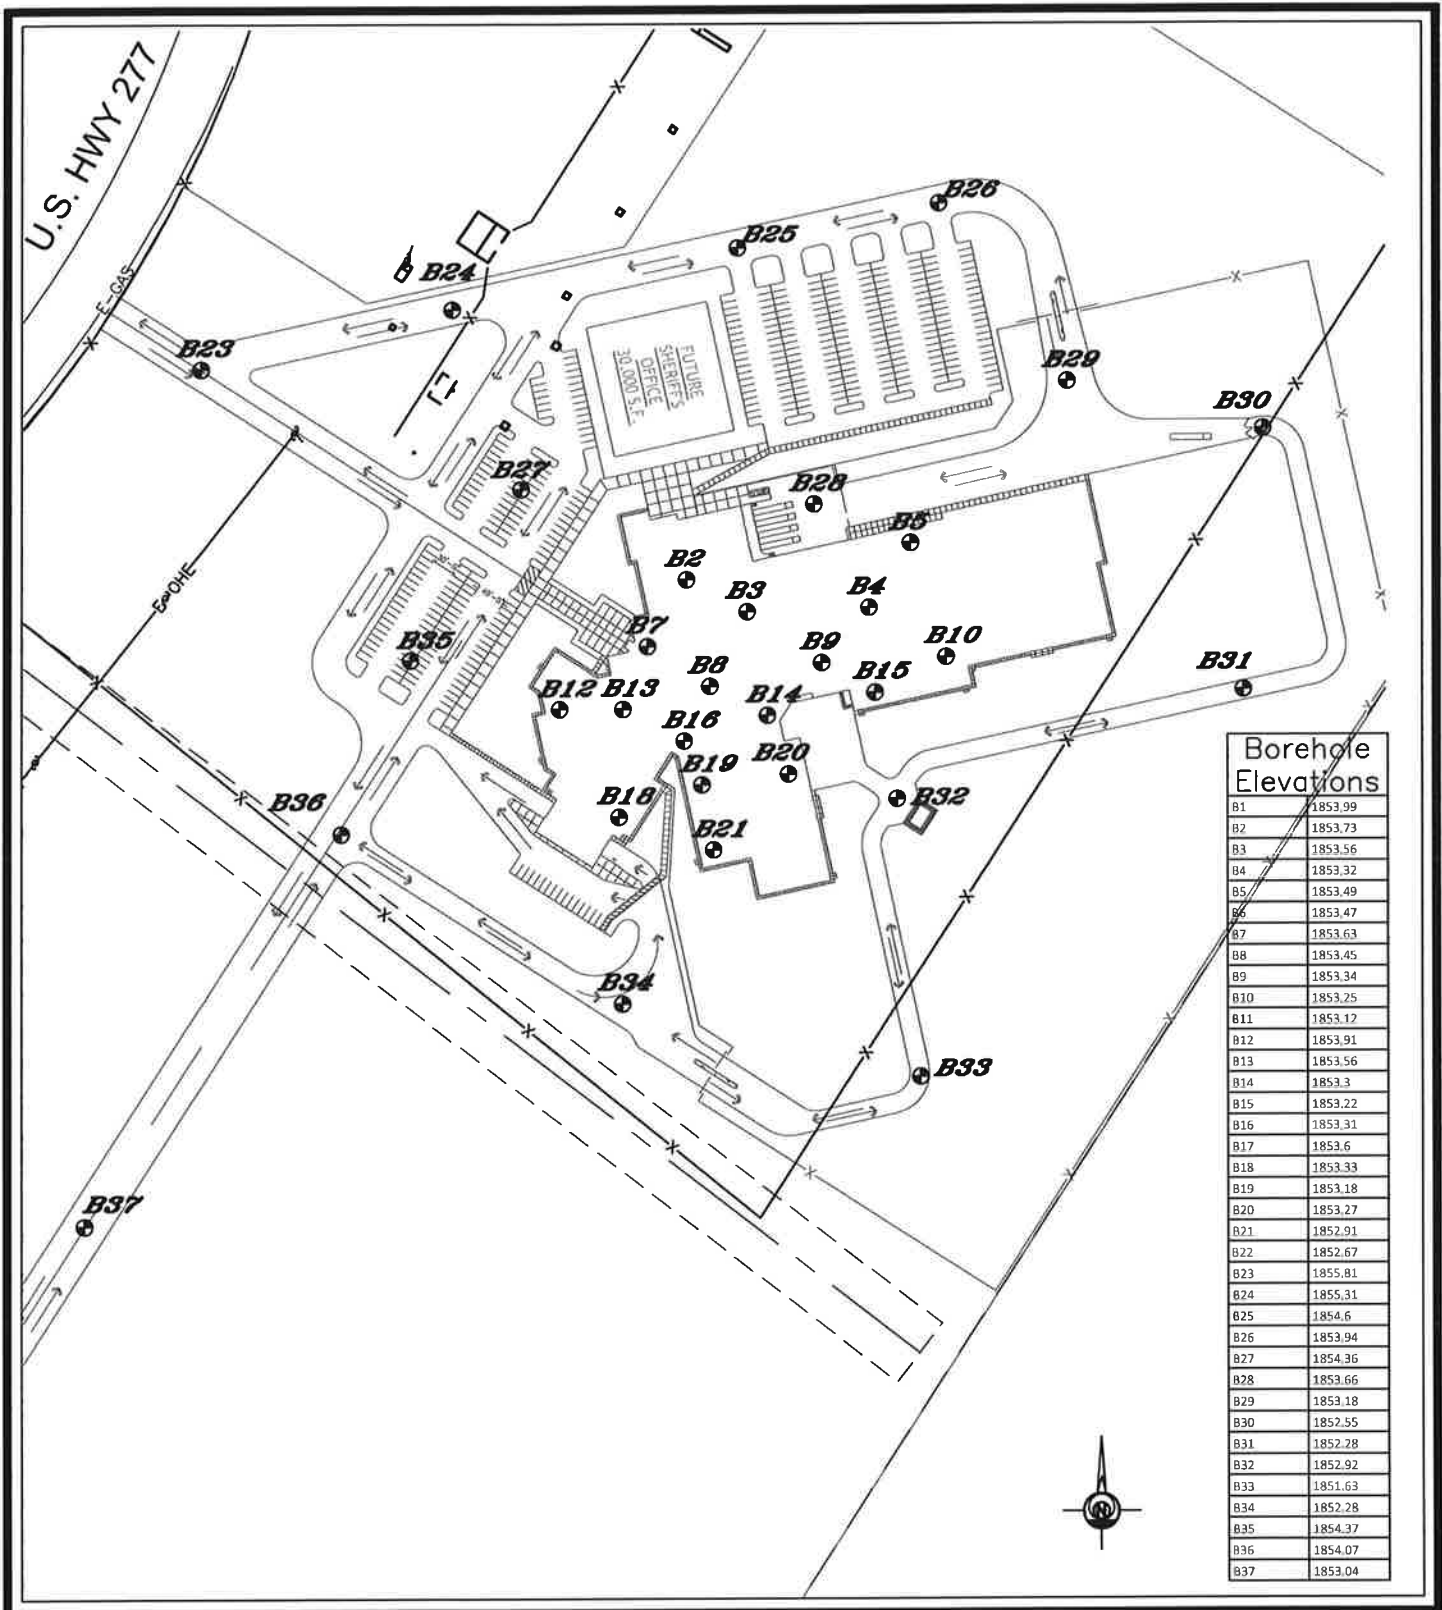 U.S. HWY 277
E-GAS
B23
B24
B25
B26
FUTURE
SHERIFF'S
OFFICE
30,000 S.F.
B29
B30
B27
B28
B5
B2
B3
B4
B7
B35
B8
B9
B10
B15
B31
B12
B13
B14
B16
B19
B20
B32
B36
B18
B21
B34
B33
B37
N
Borehole
Elevations
B1 1853.99
B2 1853.73
B3 1853.56
B4 1853.32
B5 1853.49
B6 1853.47
B7 1853.63
B8 1853.45
B9 1853.34
B10 1853.25
B11 1853.12
B12 1853.91
B13 1853.56
B14 1853.3
B15 1853.22
B16 1853.31
B17 1853.6
B18 1853.33
B19 1853.18
B20 1853.27
B21 1852.91
B22 1852.67
B23 1855.81
B24 1855.31
B25 1854.6
B26 1853.94
B27 1854.36
B28 1853.66
B29 1853.18
B30 1852.55
B31 1852.28
B32 1852.92
B33 1851.63
B34 1852.28
B35 1854.37
B36 1854.07
B37 1853.04